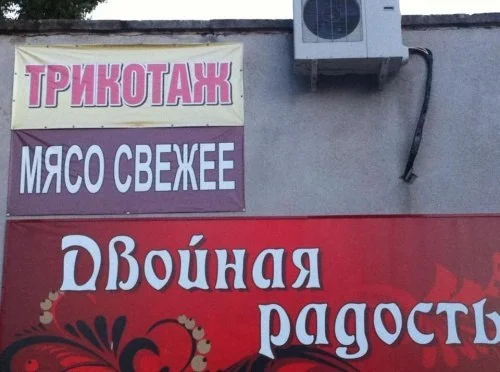 ТРИКОТАЖ
МЯСО СВЕЖЕЕ
Двойная
радость